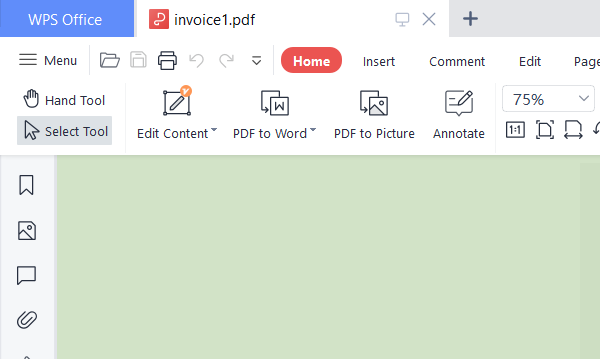 WPS Office
invoice1.pdf
Menu
Home
Insert
Comment
Edit
Page
Hand Tool
Select Tool
Edit Content
PDF to Word
PDF to Picture
Annotate
75%
1:1